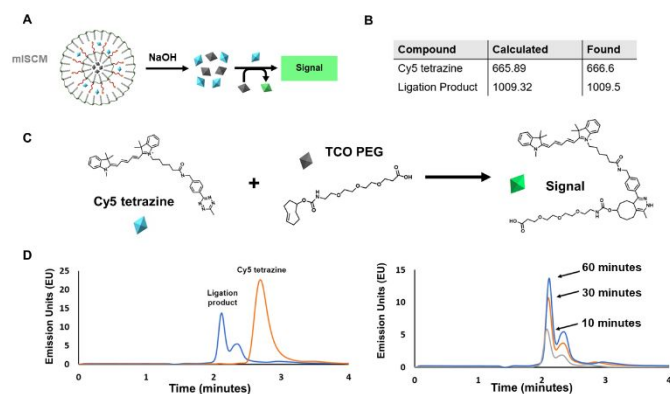 A
mISCM
NaOH
Signal
B
Compound Calculated Found
Cy5 tetrazine 665.89 666.6
Ligation Product 1009.32 1009.5
C
Cy5 tetrazine
+
TCO PEG
Signal
D
Emission Units (EU)
25
20
15
10
5
0
Ligation
product
Cy5 tetrazine
0 1 2 3 4
Time (minutes)
Emission Units (EU)
15
10
5
0
60 minutes
30 minutes
10 minutes
0 1 2 3 4
Time (minutes)